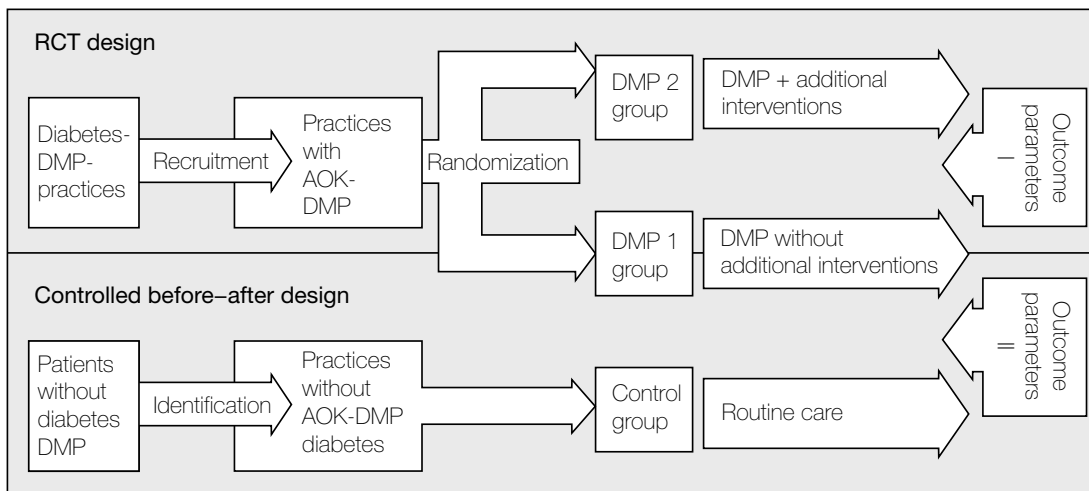 RCT design
Diabetes-
DMP-
practices
Recruitment
Practices
with
AOK-
DMP
Randomization
DMP 2
group
DMP + additional
interventions
Outcome
parameters
I
DMP 1
group
DMP without
additional interventions
Controlled before–after design
Patients
without
diabetes
DMP
Identification
Practices
without
AOK-DMP
diabetes
Control
group
Routine care
Outcome
parameters
II